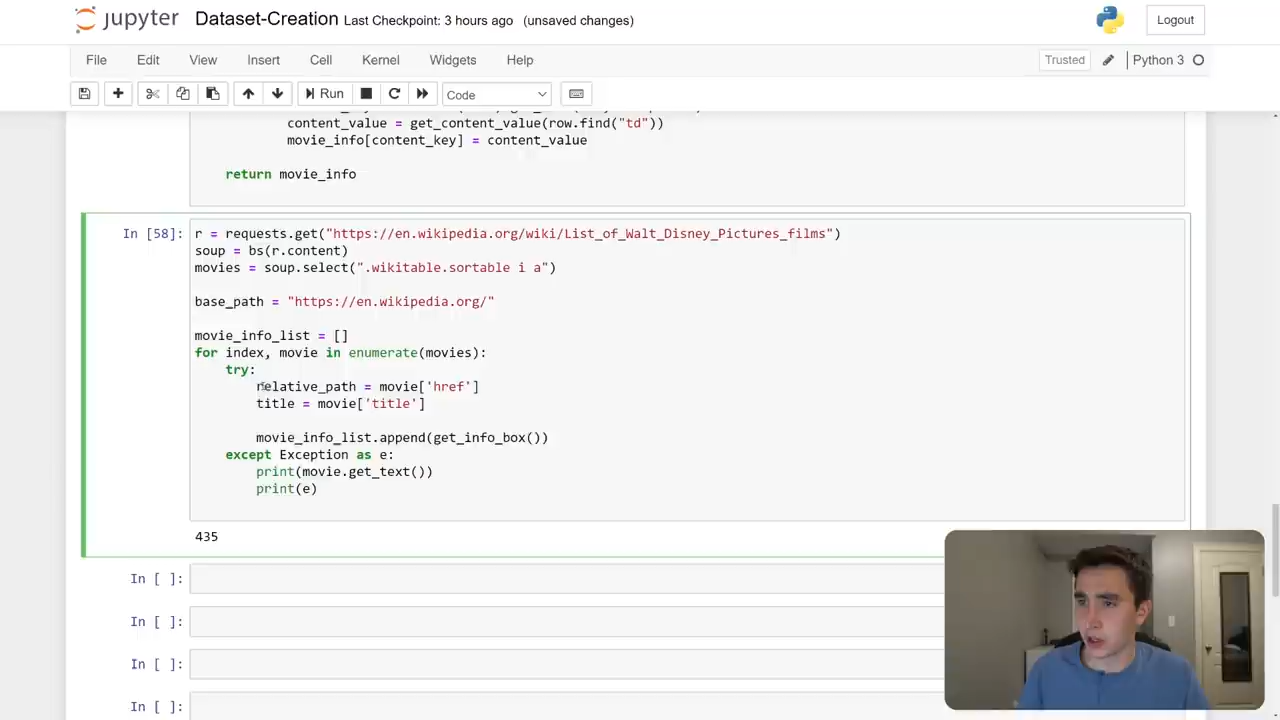 jupyter Dataset-Creation Last Checkpoint: 3 hours ago (unsaved changes) Logout
File Edit View Insert Cell Kernel Widgets Help Trusted Python 3
Run Code
content_value = get_content_value(row.find("td"))
movie_info[content_key] = content_value
return movie_info
In [58]: r = requests.get("https://en.wikipedia.org/wiki/List_of_Walt_Disney_Pictures_films")
soup = bs(r.content)
movies = soup.select(".wikitable.sortable i a")
base_path = "https://en.wikipedia.org/"
movie_info_list = []
for index, movie in enumerate(movies):
try:
relative_path = movie['href']
title = movie['title']
movie_info_list.append(get_info_box())
except Exception as e:
print(movie.get_text())
print(e)
435
In [ ]:
In [ ]:
In [ ]:
In [ ]: